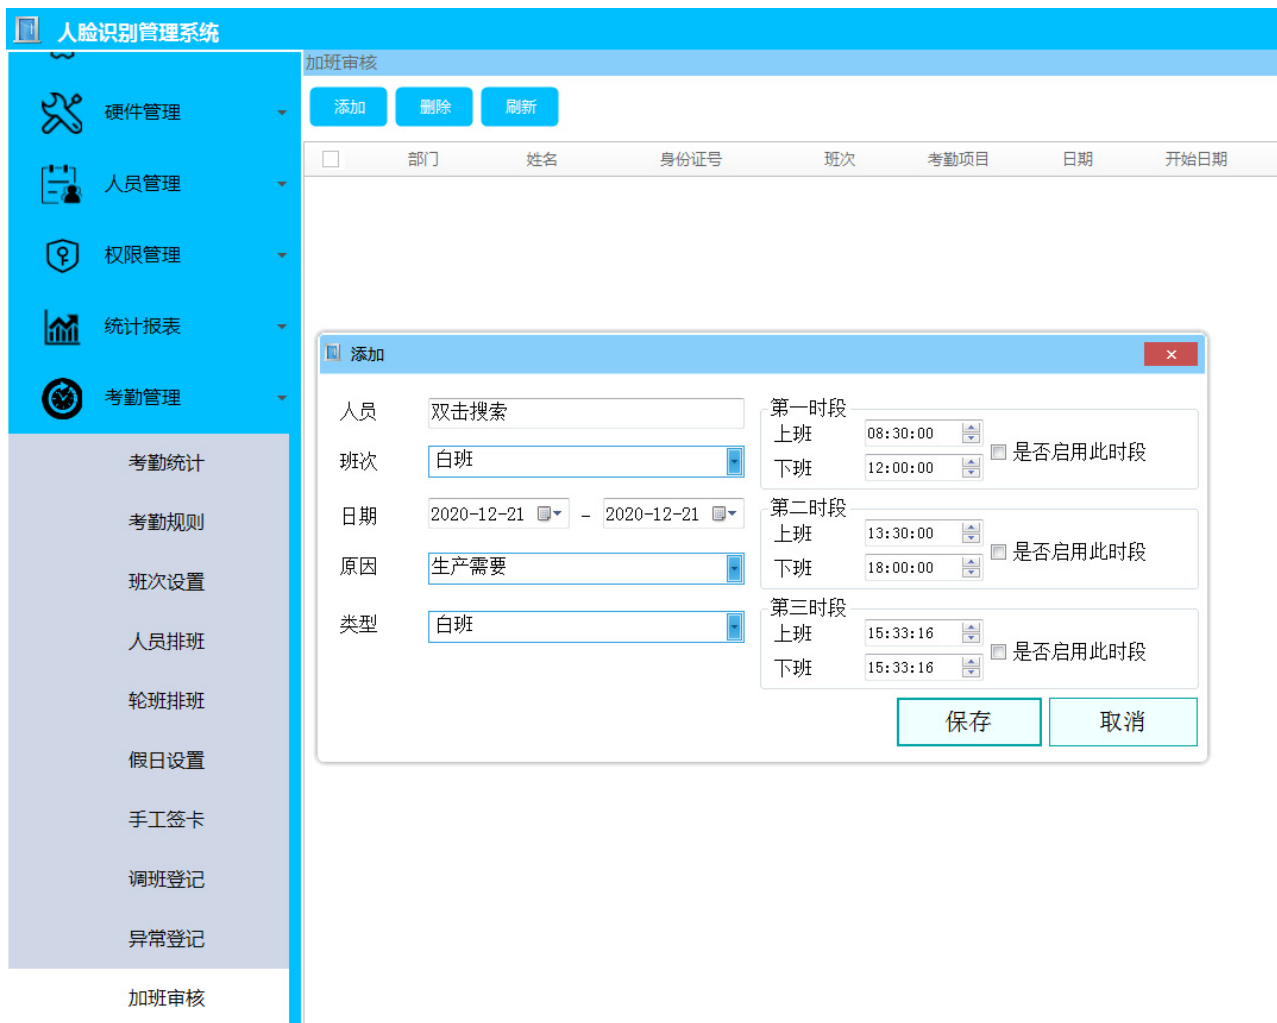 人脸识别管理系统
硬件管理
人员管理
权限管理
统计报表
考勤管理
考勤统计
考勤规则
班次设置
人员排班
轮班排班
假日设置
手工签卡
调班登记
异常登记
加班审核
加班审核
添加 删除 刷新
部门 姓名 身份证号 班次 考勤项目 日期 开始日期
添加
人员 双击搜索
班次 白班
日期 2020-12-21 – 2020-12-21
原因 生产需要
类型 白班
第一时段
上班 08:30:00
下班 12:00:00
是否启用此时段
第二时段
上班 13:30:00
下班 18:00:00
是否启用此时段
第三时段
上班 15:33:16
下班 15:33:16
是否启用此时段
保存 取消